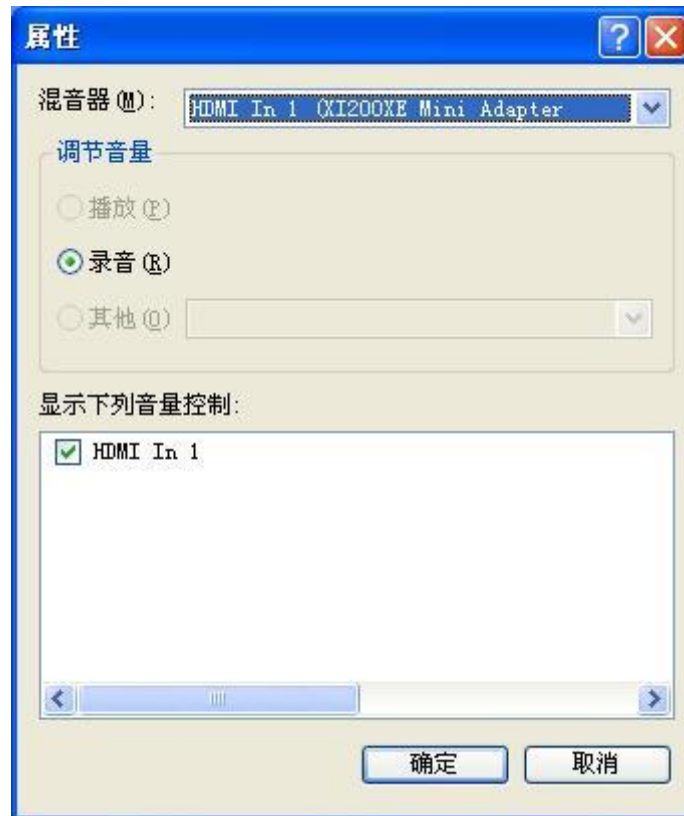 属性
混音器(M): HDMI In 1 (XI200XE Mini Adapter
调节音量
播放(P)
录音(R)
其他(O)
显示下列音量控制:
HDMI In 1
确定 取消